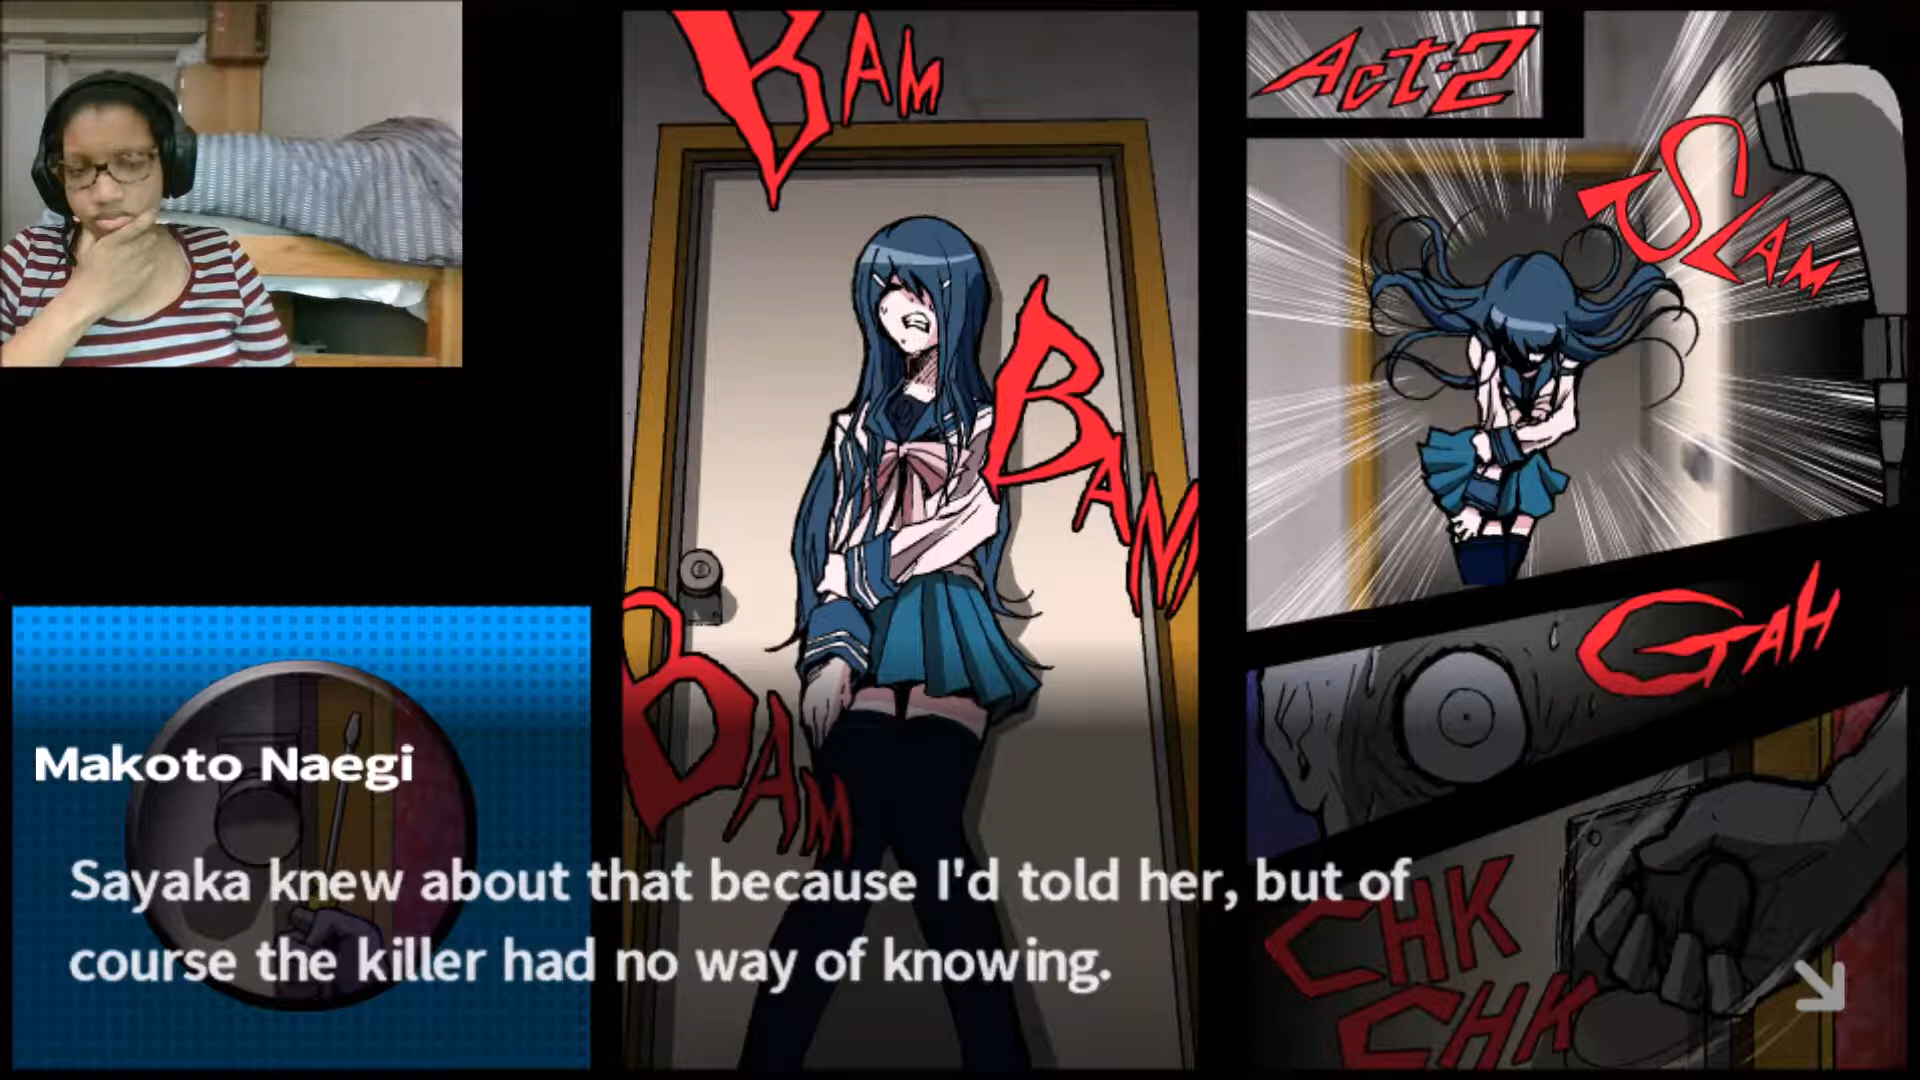 BAM
BAM
BAM
Act.2
SLAM
GAH
CHK
CHK
Makoto Naegi
Sayaka knew about that because I'd told her, but of
course the killer had no way of knowing.